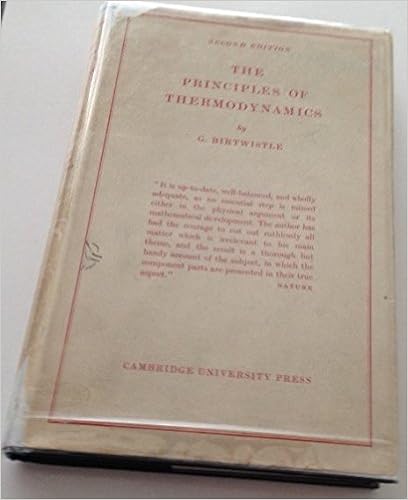 SECOND EDITION
THE
PRINCIPLES OF
THERMODYNAMICS
by
G. BIRTWISTLE
"It is up-to-date, well-balanced, and wholly
adequate, as no essential step is missed
either in the physical argument or its
mathematical development. The author has
had the courage to cut out ruthlessly all
matter which is irrelevant to his main
theme, and the result is a thorough but
handy account of the subject, in which the
component parts are presented in their true
aspect."
NATURE
CAMBRIDGE UNIVERSITY PRESS